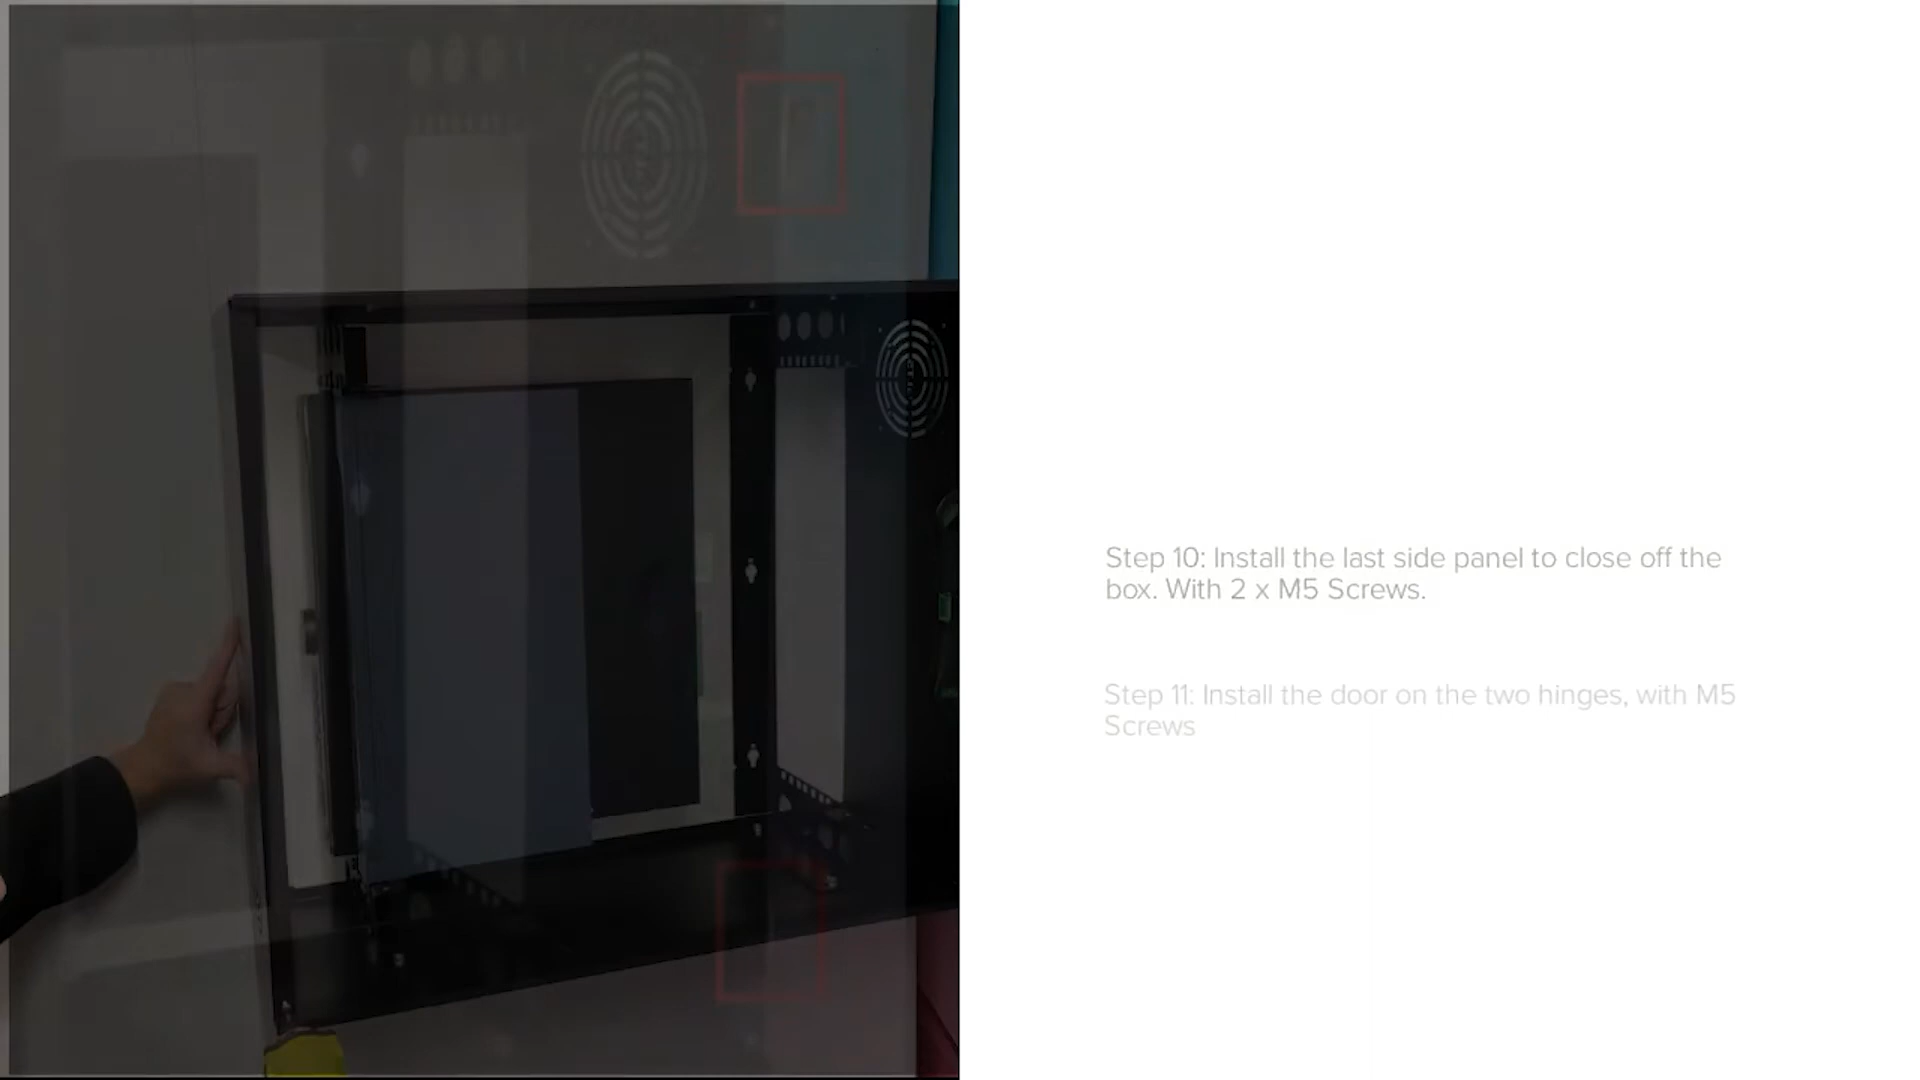 Step 10: Install the last side panel to close off the
box. With 2 x M5 Screws.
Step 11: Install the door on the two hinges, with M5
Screws